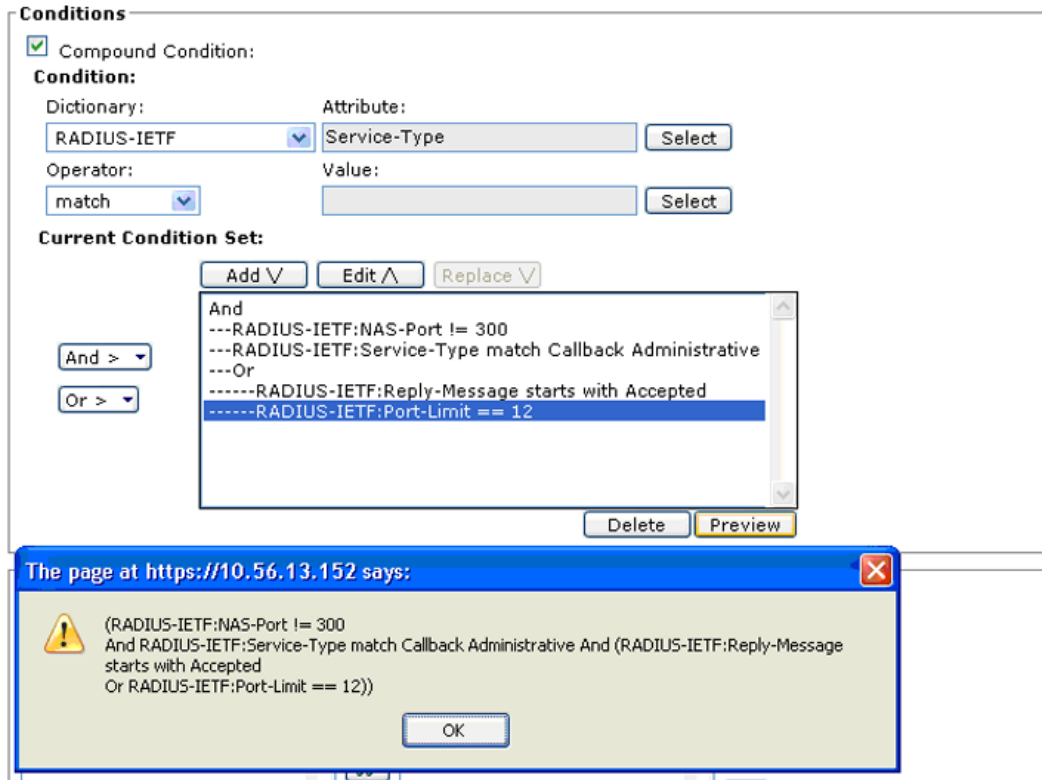 Conditions
Compound Condition:
Condition:
Dictionary: Attribute:
RADIUS-IETF Service-Type Select
Operator: Value:
match Select
Current Condition Set:
Add \/ Edit /\ Replace \/
And
---RADIUS-IETF:NAS-Port != 300
---RADIUS-IETF:Service-Type match Callback Administrative
---Or
------RADIUS-IETF:Reply-Message starts with Accepted
------RADIUS-IETF:Port-Limit == 12
And >
Or >
Delete Preview
The page at https://10.56.13.152 says:
(RADIUS-IETF:NAS-Port != 300
And RADIUS-IETF:Service-Type match Callback Administrative And (RADIUS-IETF:Reply-Message
starts with Accepted
Or RADIUS-IETF:Port-Limit == 12))
OK